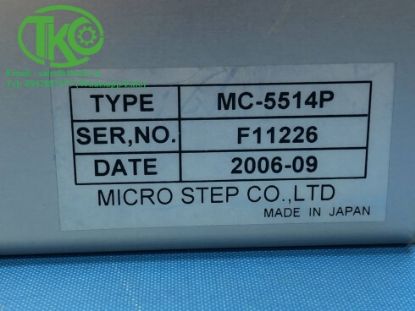 TKC
TYPE MC-5514P
SER,NO. F11226
DATE 2006-09
MICRO STEP CO.,LTD
MADE IN JAPAN